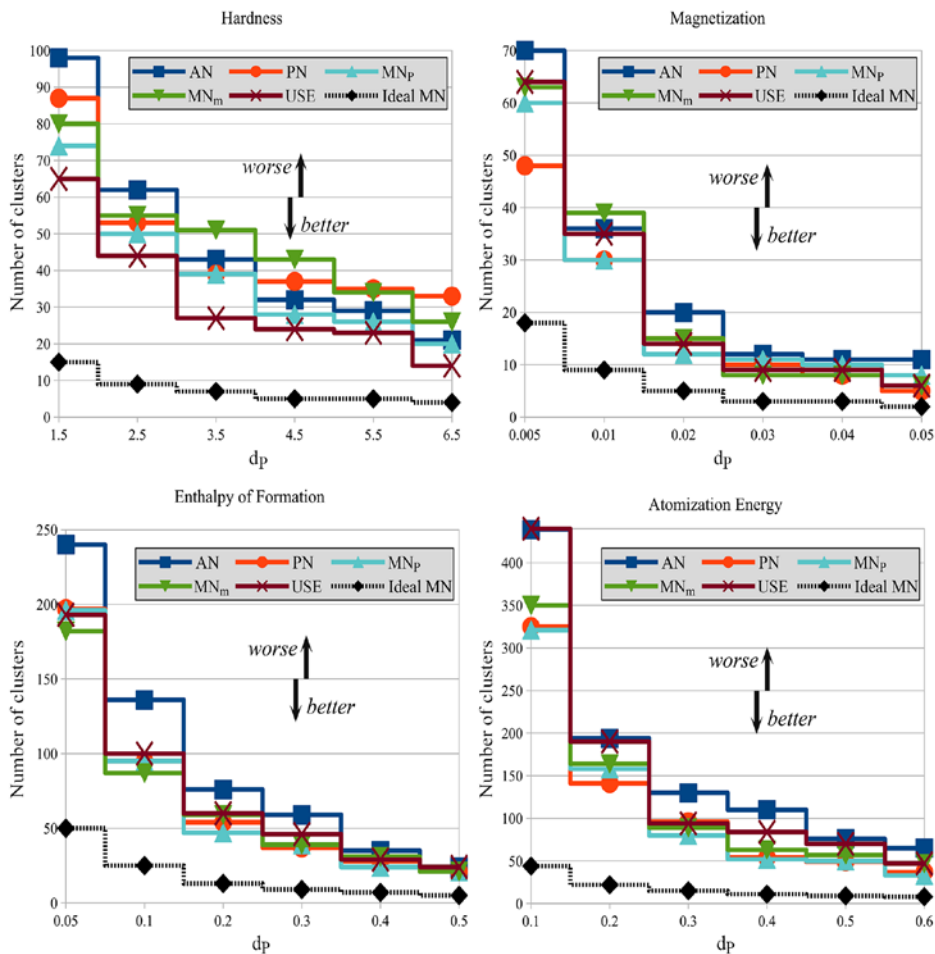 Hardness
Number of clusters
100
90
80
70
60
50
40
30
20
10
0
AN PN MNP
MNm USE Ideal MN
worse
better
1.5 2.5 3.5 4.5 5.5 6.5
dP
Magnetization
Number of clusters
70
60
50
40
30
20
10
0
AN PN MNP
MNm USE Ideal MN
worse
better
0.005 0.01 0.02 0.03 0.04 0.05
dP
Enthalpy of Formation
Number of clusters
250
200
150
100
50
0
AN PN MNP
MNm USE Ideal MN
worse
better
0.05 0.1 0.2 0.3 0.4 0.5
dP
Atomization Energy
Number of clusters
400
350
300
250
200
150
100
50
0
AN PN MNP
MNm USE Ideal MN
worse
better
0.1 0.2 0.3 0.4 0.5 0.6
dP